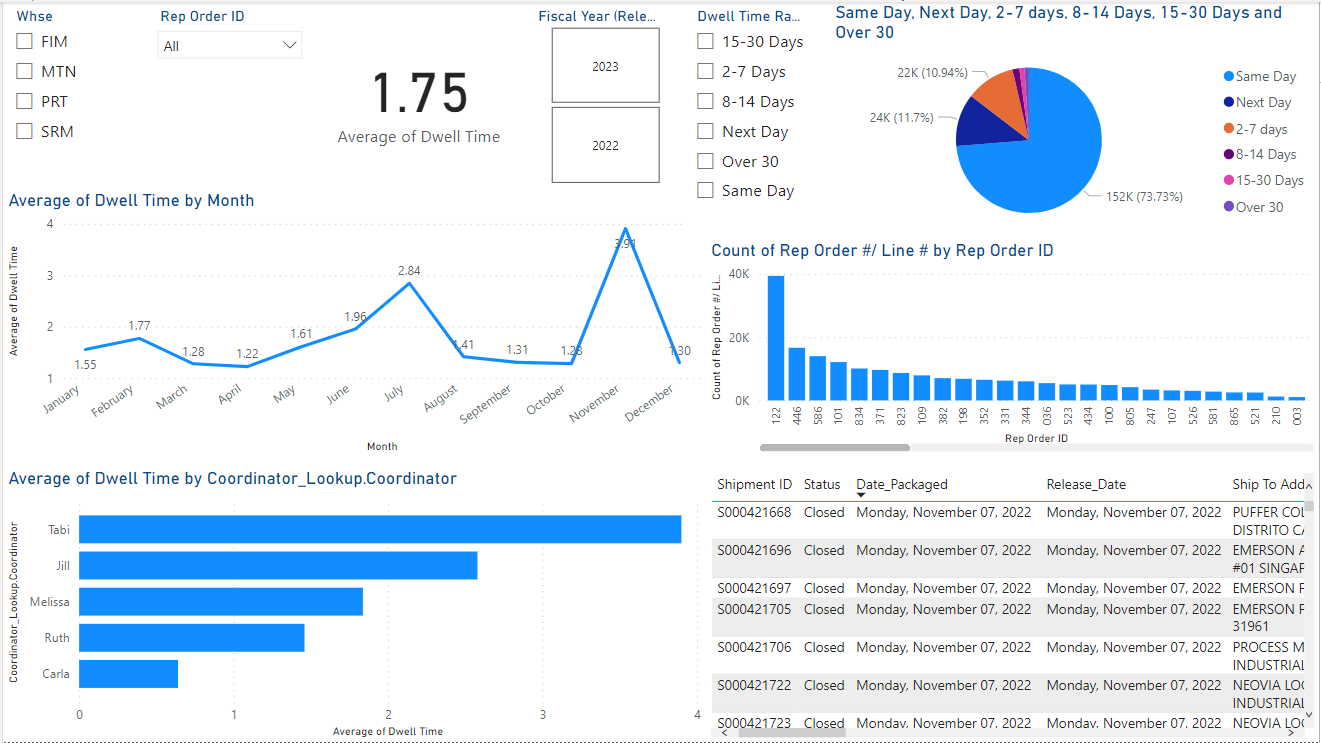 Whse
FIM
MTN
PRT
SRM
Rep Order ID
All
1.75
Average of Dwell Time
Fiscal Year (Rele...
2023
2022
Dwell Time Ra...
15-30 Days
2-7 Days
8-14 Days
Next Day
Over 30
Same Day
Same Day, Next Day, 2-7 days, 8-14 Days, 15-30 Days and
Over 30
22K (10.94%)
24K (11.7%)
152K (73.73%)
Same Day
Next Day
2-7 days
8-14 Days
15-30 Days
Over 30
Average of Dwell Time by Month
Average of Dwell Time
4
3
2
1
1.55
1.77
1.28
1.22
1.61
1.96
2.84
1.41
1.31
1.28
3.91
1.30
January
February
March
April
May
June
July
August
September
October
November
December
Month
Count of Rep Order #/ Line # by Rep Order ID
Count of Rep Order #/ Li...
40K
20K
0K
122
446
586
101
834
371
823
109
382
198
352
331
344
036
523
434
100
805
247
107
526
581
865
521
210
003
Rep Order ID
Average of Dwell Time by Coordinator_Lookup.Coordinator
Coordinator_Lookup.Coordinator
Tabi
Jill
Melissa
Ruth
Carla
0
1
2
3
4
Average of Dwell Time
Shipment ID Status Date_Packaged Release_Date Ship To Add
S000421668 Closed Monday, November 07, 2022 Monday, November 07, 2022 PUFFER COL
DISTRITO CA
S000421696 Closed Monday, November 07, 2022 Monday, November 07, 2022 EMERSON A
#01 SINGAP
S000421697 Closed Monday, November 07, 2022 Monday, November 07, 2022 EMERSON P
S000421705 Closed Monday, November 07, 2022 Monday, November 07, 2022 EMERSON P
31961
S000421706 Closed Monday, November 07, 2022 Monday, November 07, 2022 PROCESS M
INDUSTRIAL
S000421722 Closed Monday, November 07, 2022 Monday, November 07, 2022 NEOVIA LOG
INDUSTRIAL
S000421723 Closed Monday, November 07, 2022 Monday, November 07, 2022 NEOVIA LOG